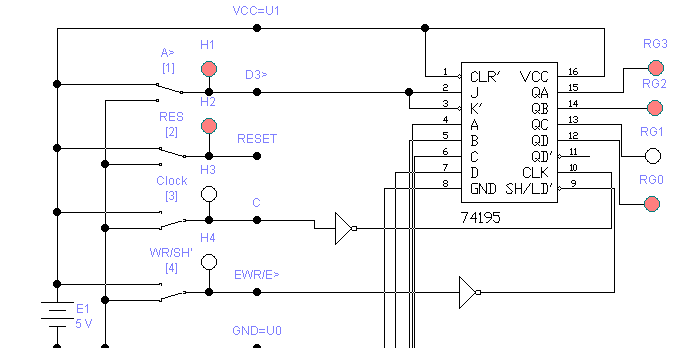 VCC=U1
A>
[1]
H1
D3>
H2
RES
[2]
RESET
H3
Clock
[3]
C
H4
WR/SH'
[4]
EWR/E>
E1
5 V
GND=U0
1 CLR' VCC 16
2 J QA 15
3 K' QB 14
4 A QC 13
5 B QD 12
6 C QD' 11
7 D CLK 10
8 GND SH/LD' 9
74195
RG3
RG2
RG1
RG0